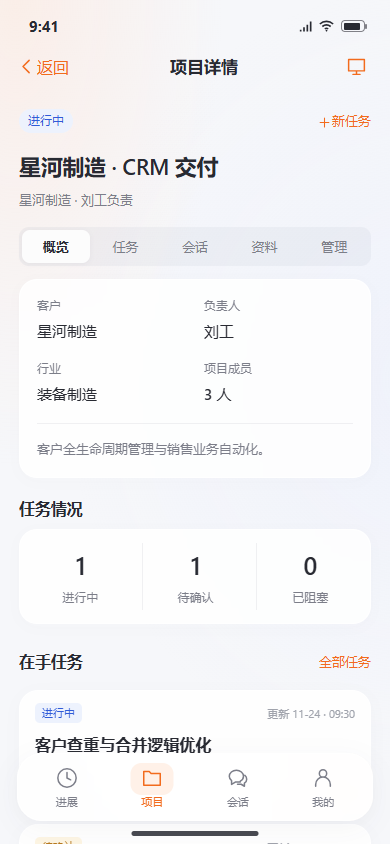 9:41
返回
项目详情
进行中
+新任务
星河制造 · CRM 交付
星河制造 · 刘工负责
概览 任务 会话 资料 管理
客户 负责人
星河制造 刘工
行业 项目成员
装备制造 3 人
客户全生命周期管理与销售业务自动化。
任务情况
1 1 0
进行中 待确认 已阻塞
在手任务 全部任务
进行中 更新 11-24 · 09:30
客户查重与合并逻辑优化
进展 项目 会话 我的